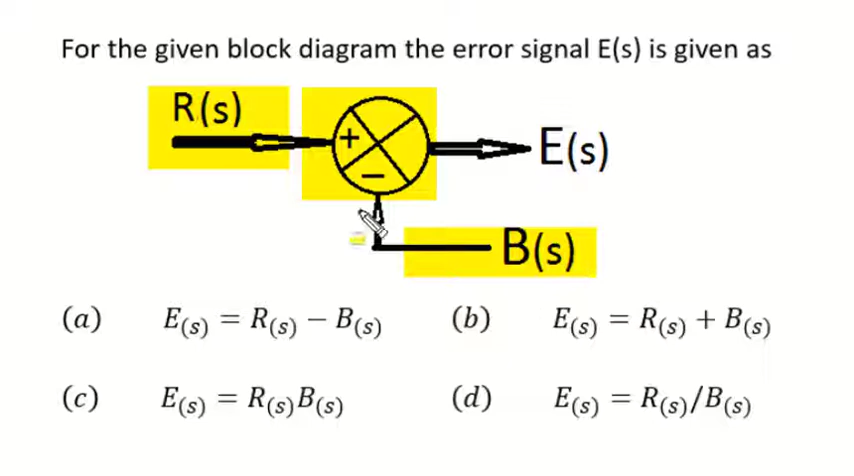 For the given block diagram the error signal E(s) is given as
R(s)
+
E(s)
−
B(s)
(a) E(s) = R(s) − B(s) (b) E(s) = R(s) + B(s)
(c) E(s) = R(s)B(s) (d) E(s) = R(s)/B(s)